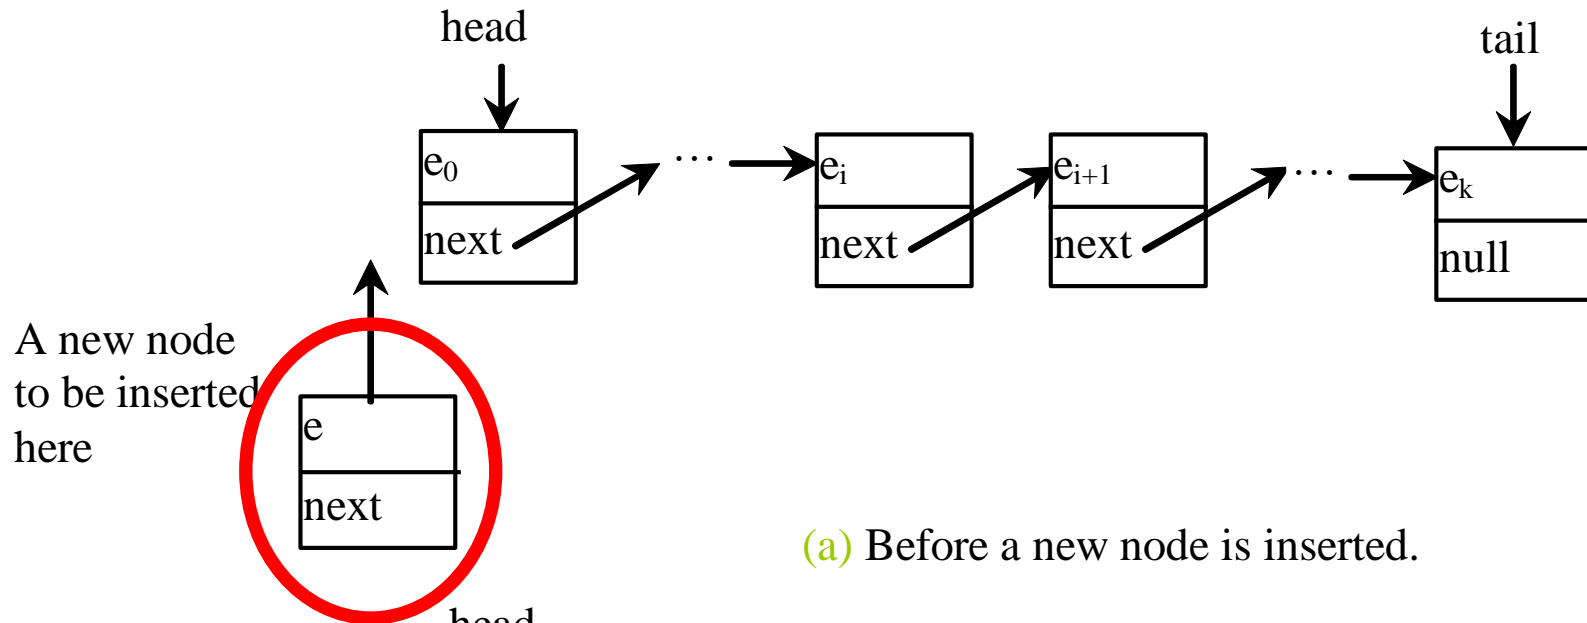 head
tail
e0
next
...
ei
next
ei+1
next
...
ek
null
A new node
to be inserted
here
e
next
(a) Before a new node is inserted.
head